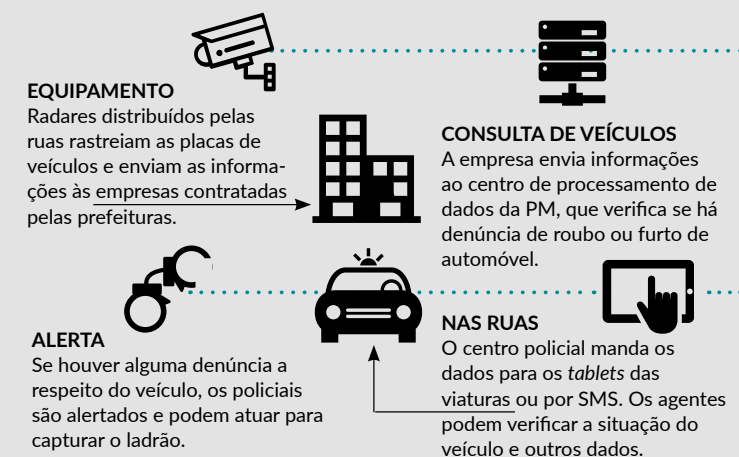 EQUIPAMENTO
Radares distribuídos pelas
ruas rastreiam as placas de
veículos e enviam as informa-
ções às empresas contratadas
pelas prefeituras.
CONSULTA DE VEÍCULOS
A empresa envia informações
ao centro de processamento de
dados da PM, que verifica se há
denúncia de roubo ou furto de
automóvel.
NAS RUAS
O centro policial manda os
dados para os tablets das
viaturas ou por SMS. Os agentes
podem verificar a situação do
veículo e outros dados.
ALERTA
Se houver alguma denúncia a
respeito do veículo, os policiais
são alertados e podem atuar para
capturar o ladrão.